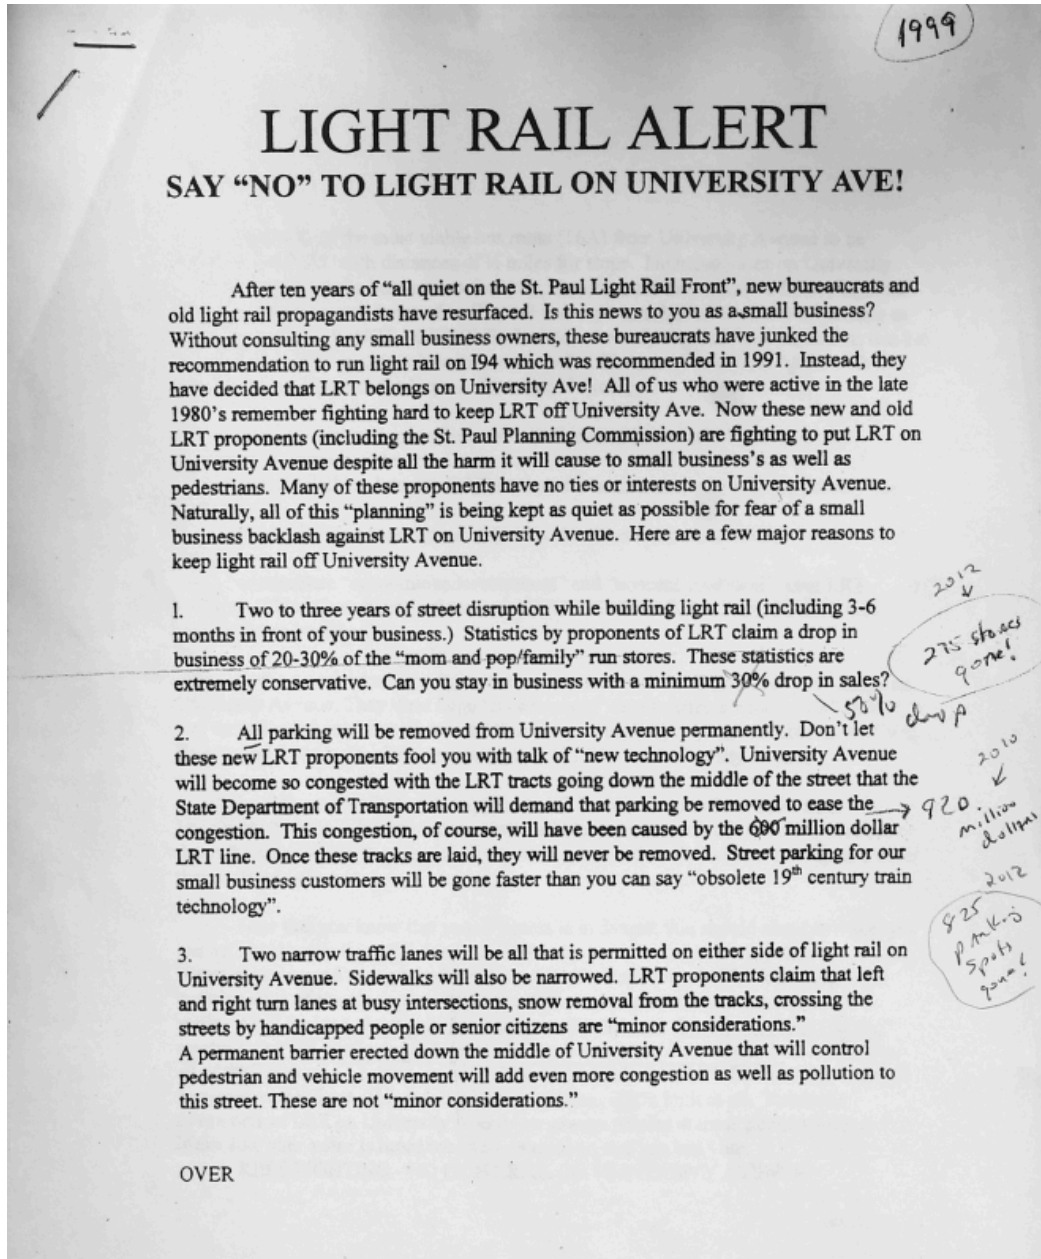 1999
LIGHT RAIL ALERT
SAY “NO” TO LIGHT RAIL ON UNIVERSITY AVE!
After ten years of “all quiet on the St. Paul Light Rail Front”, new bureaucrats and
old light rail propagandists have resurfaced. Is this news to you as a small business?
Without consulting any small business owners, these bureaucrats have junked the
recommendation to run light rail on I94 which was recommended in 1991. Instead, they
have decided that LRT belongs on University Ave! All of us who were active in the late
1980’s remember fighting hard to keep LRT off University Ave. Now these new and old
LRT proponents (including the St. Paul Planning Commission) are fighting to put LRT on
University Avenue despite all the harm it will cause to small business’s as well as
pedestrians. Many of these proponents have no ties or interests on University Avenue.
Naturally, all of this “planning” is being kept as quiet as possible for fear of a small
business backlash against LRT on University Avenue. Here are a few major reasons to
keep light rail off University Avenue.
2012
275 stores
gone!
1. Two to three years of street disruption while building light rail (including 3-6
months in front of your business.) Statistics by proponents of LRT claim a drop in
business of 20-30% of the “mom and pop/family” run stores. These statistics are
extremely conservative. Can you stay in business with a minimum 30% drop in sales?
50% drop
2. All parking will be removed from University Avenue permanently. Don’t let
these new LRT proponents fool you with talk of “new technology”. University Avenue
will become so congested with the LRT tracts going down the middle of the street that the
State Department of Transportation will demand that parking be removed to ease the
congestion. This congestion, of course, will have been caused by the 600 million dollar
LRT line. Once these tracks are laid, they will never be removed. Street parking for our
small business customers will be gone faster than you can say “obsolete 19th century train
technology”.
2010
920 million
dollars
2012
825
Parking
spots
gone!
3. Two narrow traffic lanes will be all that is permitted on either side of light rail on
University Avenue. Sidewalks will also be narrowed. LRT proponents claim that left
and right turn lanes at busy intersections, snow removal from the tracks, crossing the
streets by handicapped people or senior citizens are “minor considerations.”
A permanent barrier erected down the middle of University Avenue that will control
pedestrian and vehicle movement will add even more congestion as well as pollution to
this street. These are not “minor considerations.”
OVER